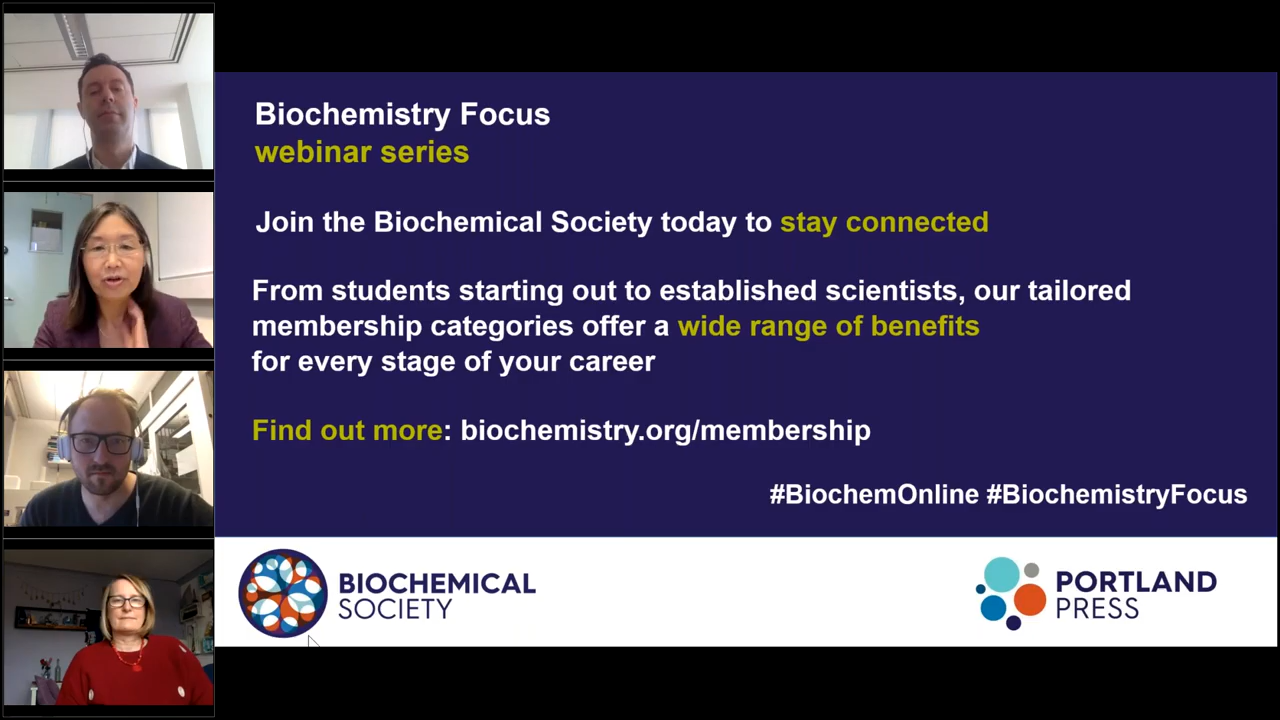 Biochemistry Focus
webinar series
Join the Biochemical Society today to stay connected
From students starting out to established scientists, our tailored
membership categories offer a wide range of benefits
for every stage of your career
Find out more: biochemistry.org/membership
#BiochemOnline #BiochemistryFocus
BIOCHEMICAL
SOCIETY
PORTLAND
PRESS